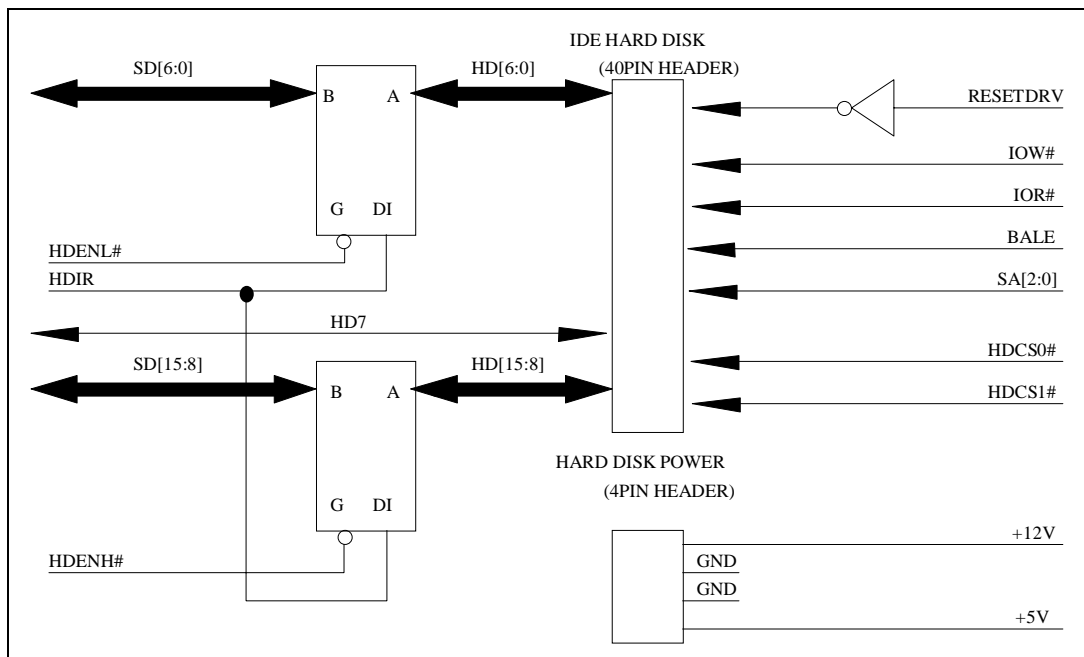 IDE HARD DISK
(40PIN HEADER)
SD[6:0]
HD[6:0]
B A
G DI
RESETDRV
IOW#
IOR#
BALE
SA[2:0]
HDENL#
HDIR
HD7
SD[15:8]
HD[15:8]
HDCS0#
HDCS1#
B A
G DI
HDENH#
HARD DISK POWER
(4PIN HEADER)
+12V
GND
GND
+5V